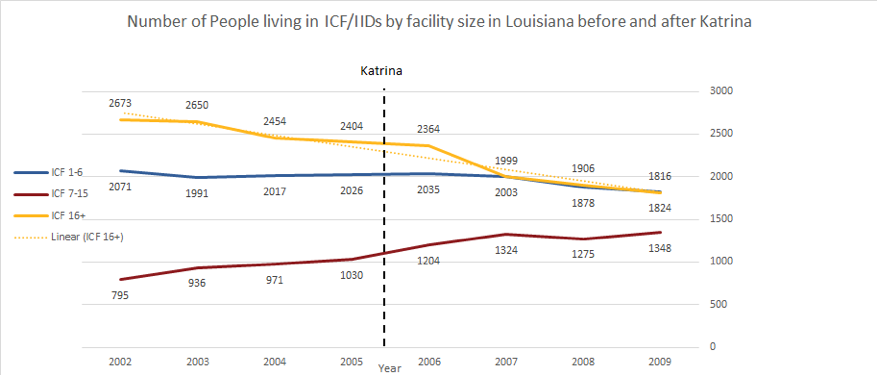 Number of People living in ICF/IIDs by facility size in Louisiana before and after Katrina
Katrina
3000
2673 2650 2454 2404 2364
2500
1999 1906 1816
2000
ICF 1-6
2071 1991 2017 2026 2035 2003 1878 1824
ICF 7-15
ICF 16+
1500
Linear (ICF 16+)
795 936 971 1030 1204 1324 1275 1348
1000
500
0
2002 2003 2004 2005 2006 2007 2008 2009
Year